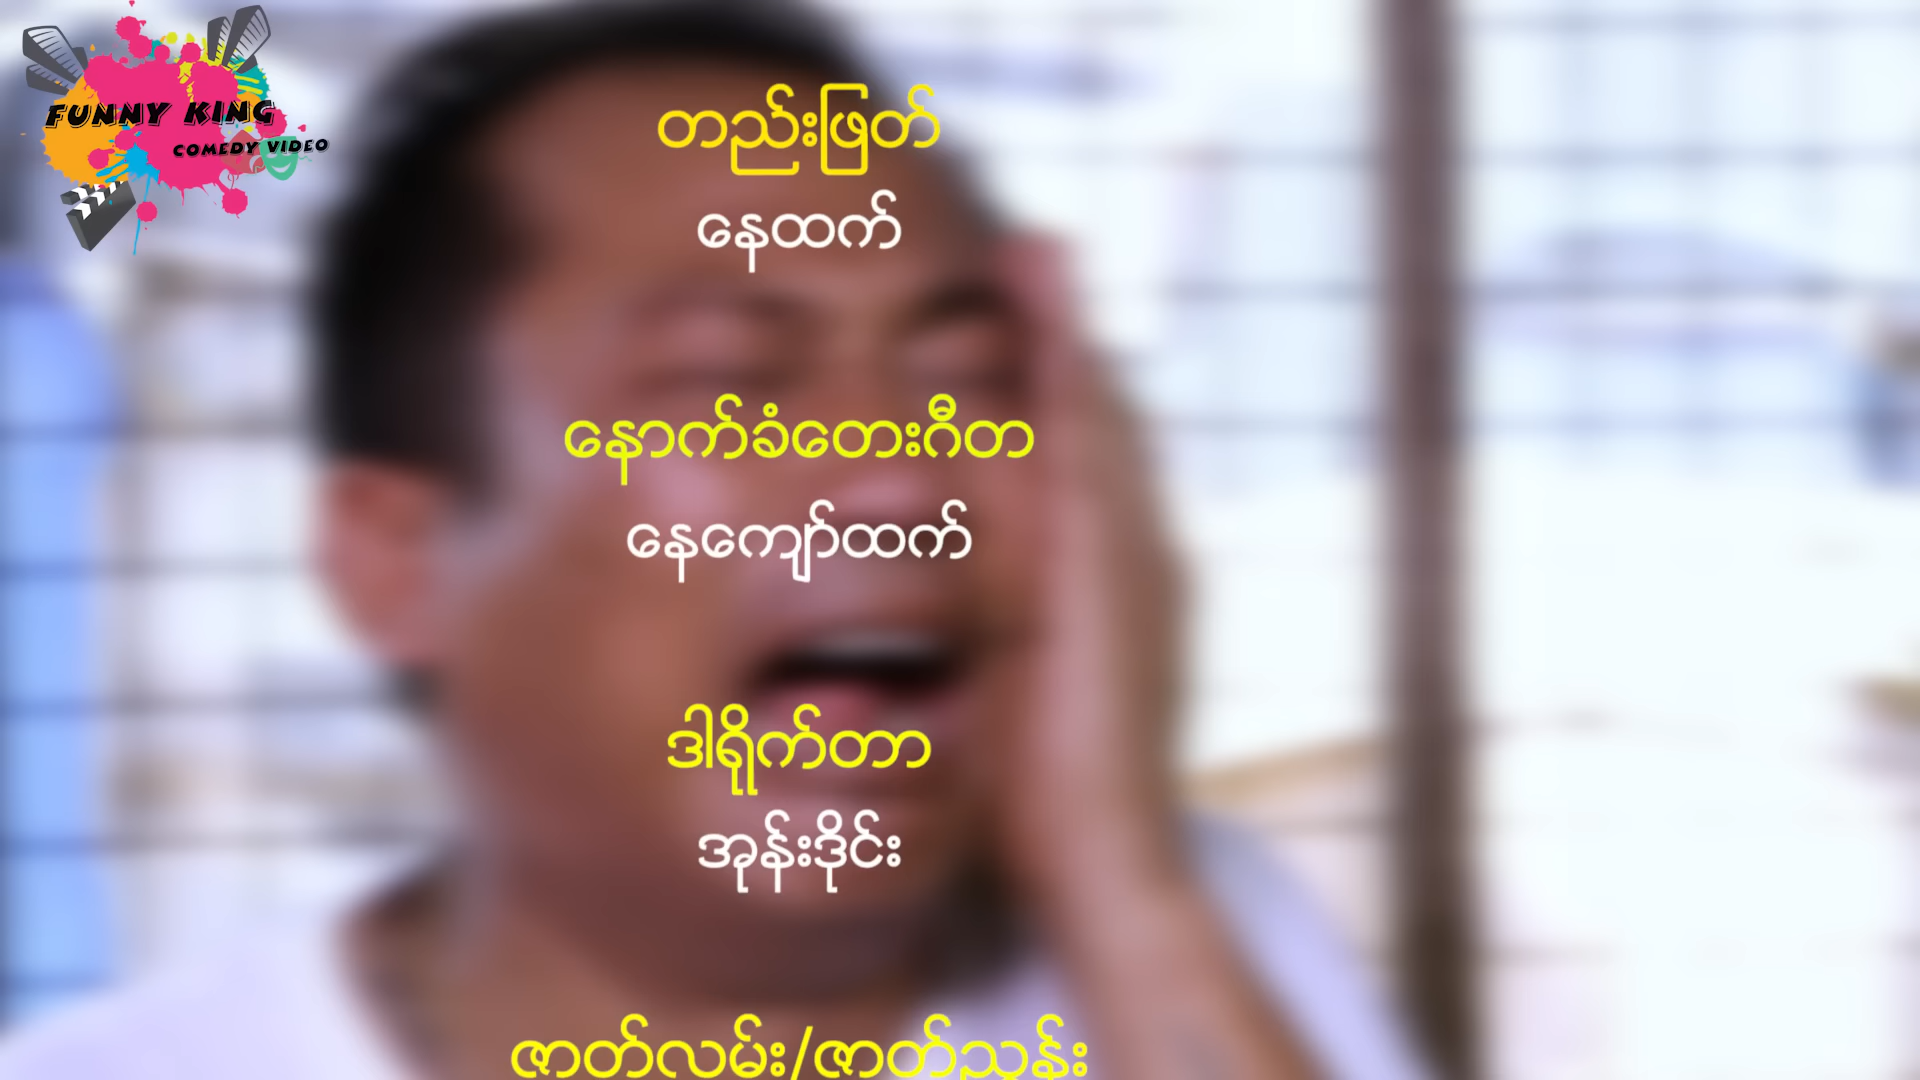 FUNNY KING
COMEDY VIDEO
တည်းဖြတ်
နေထက်
နောက်ခံတေးဂီတ
နေကျော်ထက်
ဒါရိုက်တာ
အုန်းဒိုင်း
ဇာတ်လမ်း/ဇာတ်ညွှန်း